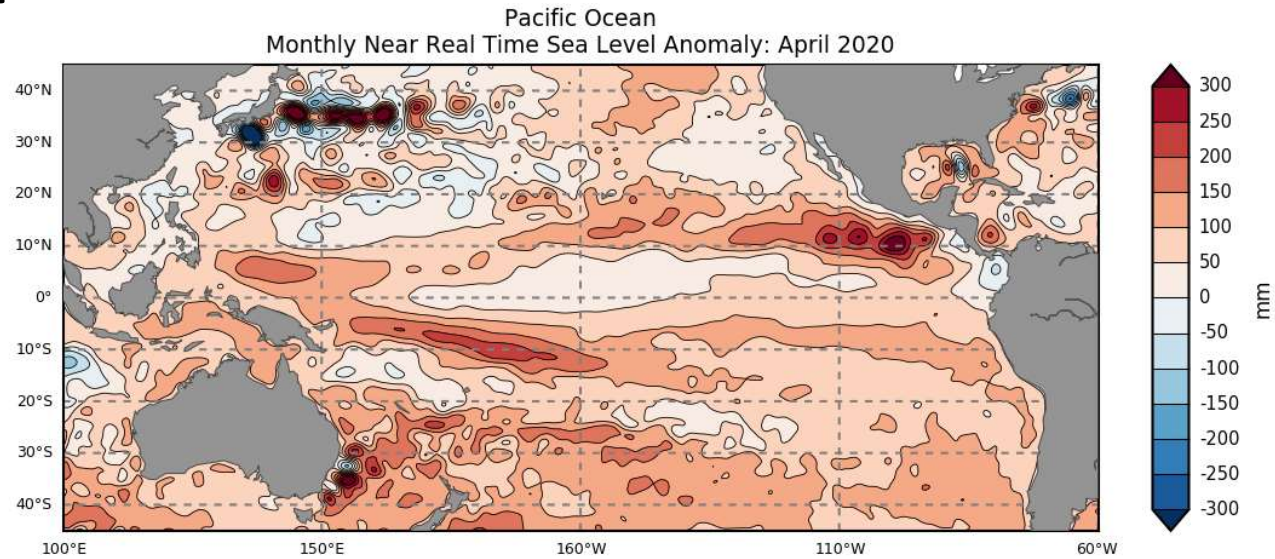 Pacific Ocean
Monthly Near Real Time Sea Level Anomaly: April 2020
40°N
30°N
20°N
10°N
0°
10°S
20°S
30°S
40°S
100°E
150°E
160°W
110°W
60°W
300
250
200
150
100
50
0
-50
-100
-150
-200
-250
-300
mm